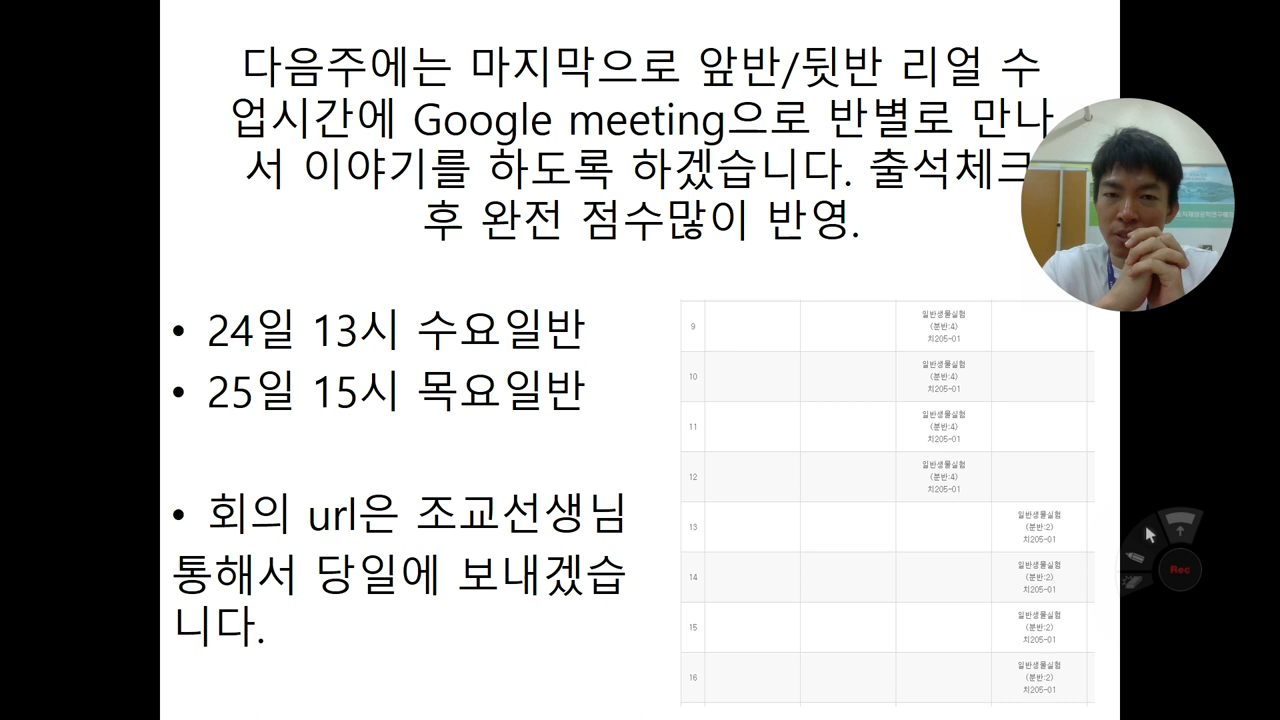 다음주에는 마지막으로 앞반/뒷반 리얼 수
업시간에 Google meeting으로 반별로 만나
서 이야기를 하도록 하겠습니다. 출석체크
후 완전 점수많이 반영.
• 24일 13시 수요일반
• 25일 15시 목요일반
• 회의 url은 조교선생님
통해서 당일에 보내겠습
니다.
9
일반생물실험
(분반:4)
치205-01
10
일반생물실험
(분반:4)
치205-01
11
일반생물실험
(분반:4)
치205-01
12
일반생물실험
(분반:4)
치205-01
13
일반생물실험
(분반:2)
치205-01
14
일반생물실험
(분반:2)
치205-01
15
일반생물실험
(분반:2)
치205-01
16
일반생물실험
(분반:2)
치205-01
Rec